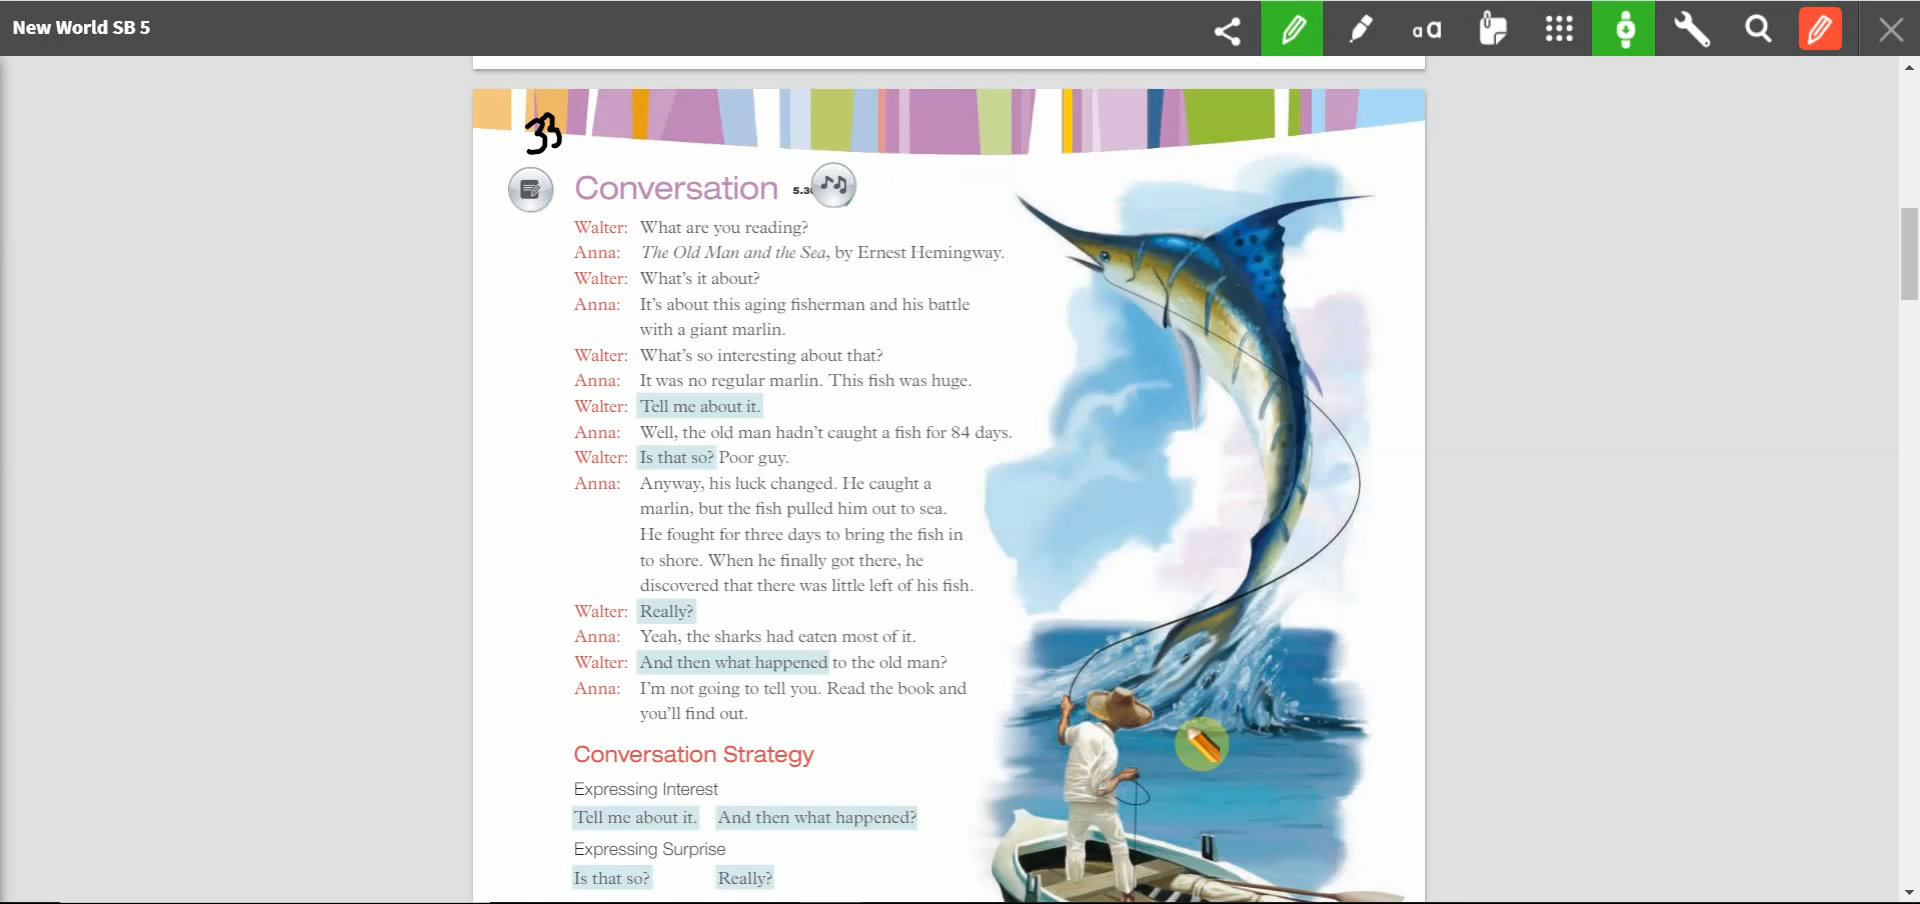 New World SB 5
a a
33
Conversation 5.3
Walter: What are you reading?
Anna: The Old Man and the Sea, by Ernest Hemingway.
Walter: What's it about?
Anna: It's about this aging fisherman and his battle
with a giant marlin.
Walter: What's so interesting about that?
Anna: It was no regular marlin. This fish was huge.
Walter: Tell me about it.
Anna: Well, the old man hadn't caught a fish for 84 days.
Walter: Is that so? Poor guy.
Anna: Anyway, his luck changed. He caught a
marlin, but the fish pulled him out to sea.
He fought for three days to bring the fish in
to shore. When he finally got there, he
discovered that there was little left of his fish.
Walter: Really?
Anna: Yeah, the sharks had eaten most of it.
Walter: And then what happened to the old man?
Anna: I'm not going to tell you. Read the book and
you'll find out.
Conversation Strategy
Expressing Interest
Tell me about it. And then what happened?
Expressing Surprise
Is that so? Really?